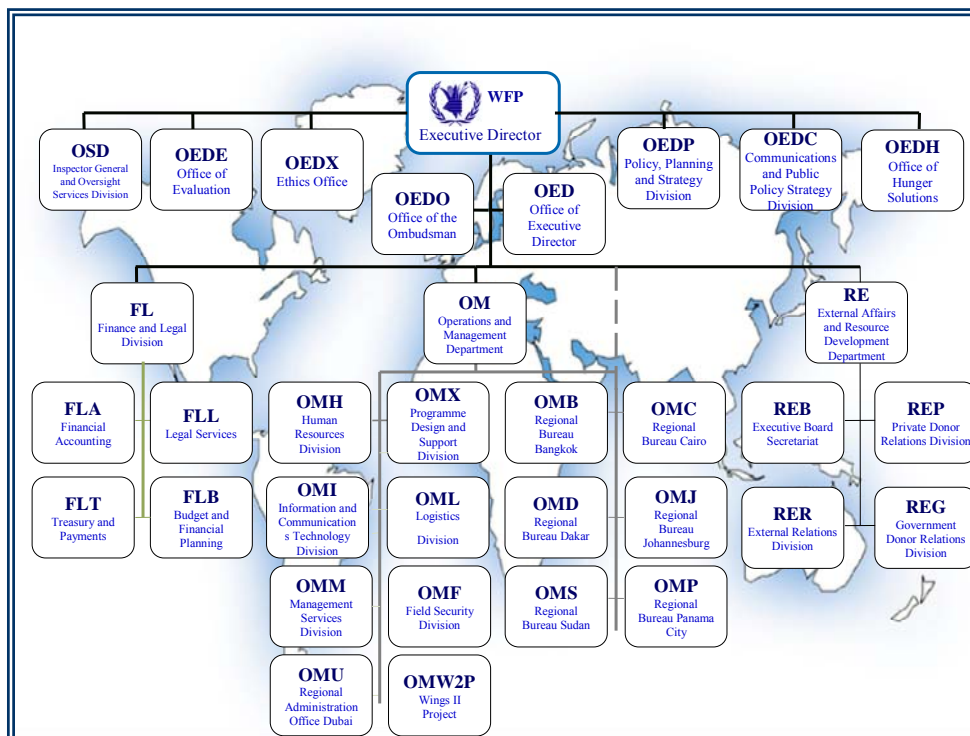 WFP
Executive Director
OSD
Inspector General
and Oversight
Services Division
OEDE
Office of
Evaluation
OEDX
Ethics Office
OEDP
Policy, Planning
and Strategy
Division
OEDC
Communications
and Public
Policy Strategy
Division
OEDH
Office of
Hunger
Solutions
OEDO
Office of the
Ombudsman
OED
Office of
Executive
Director
FL
Finance and Legal
Division
OM
Operations and
Management
Department
RE
External Affairs
and Resource
Development
Department
FLA
Financial
Accounting
FLL
Legal Services
OMH
Human
Resources
Division
OMX
Programme
Design and
Support
Division
OMB
Regional
Bureau
Bangkok
OMC
Regional
Bureau Cairo
REB
Executive Board
Secretariat
REP
Private Donor
Relations Division
FLT
Treasury and
Payments
FLB
Budget and
Financial
Planning
OMI
Information and
Communication
s Technology
Division
OML
Logistics
Division
OMD
Regional
Bureau Dakar
OMJ
Regional
Bureau
Johannesburg
RER
External Relations
Division
REG
Government
Donor Relations
Division
OMM
Management
Services
Division
OMF
Field Security
Division
OMS
Regional
Bureau Sudan
OMP
Regional
Bureau Panama
City
OMU
Regional
Administration
Office Dubai
OMW2P
Wings II
Project